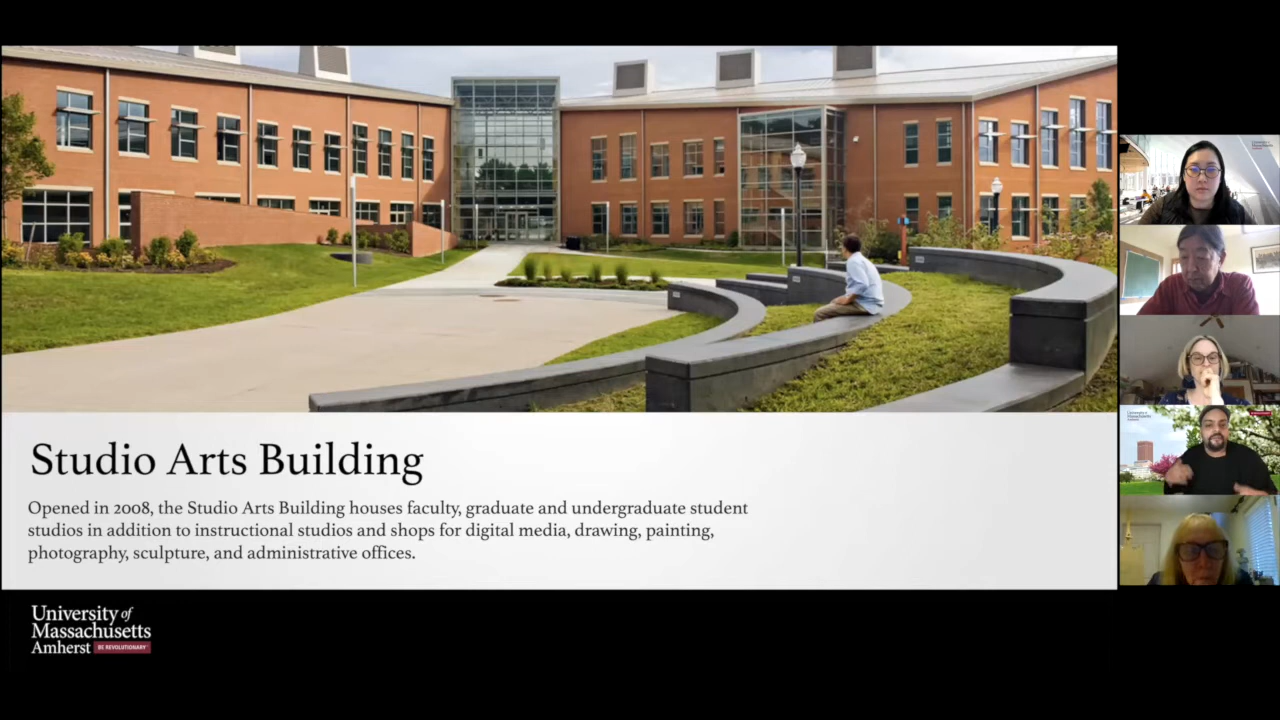 Studio Arts Building
Opened in 2008, the Studio Arts Building houses faculty, graduate and undergraduate student
studios in addition to instructional studios and shops for digital media, drawing, painting,
photography, sculpture, and administrative offices.
University of
Massachusetts
Amherst BE REVOLUTIONARY